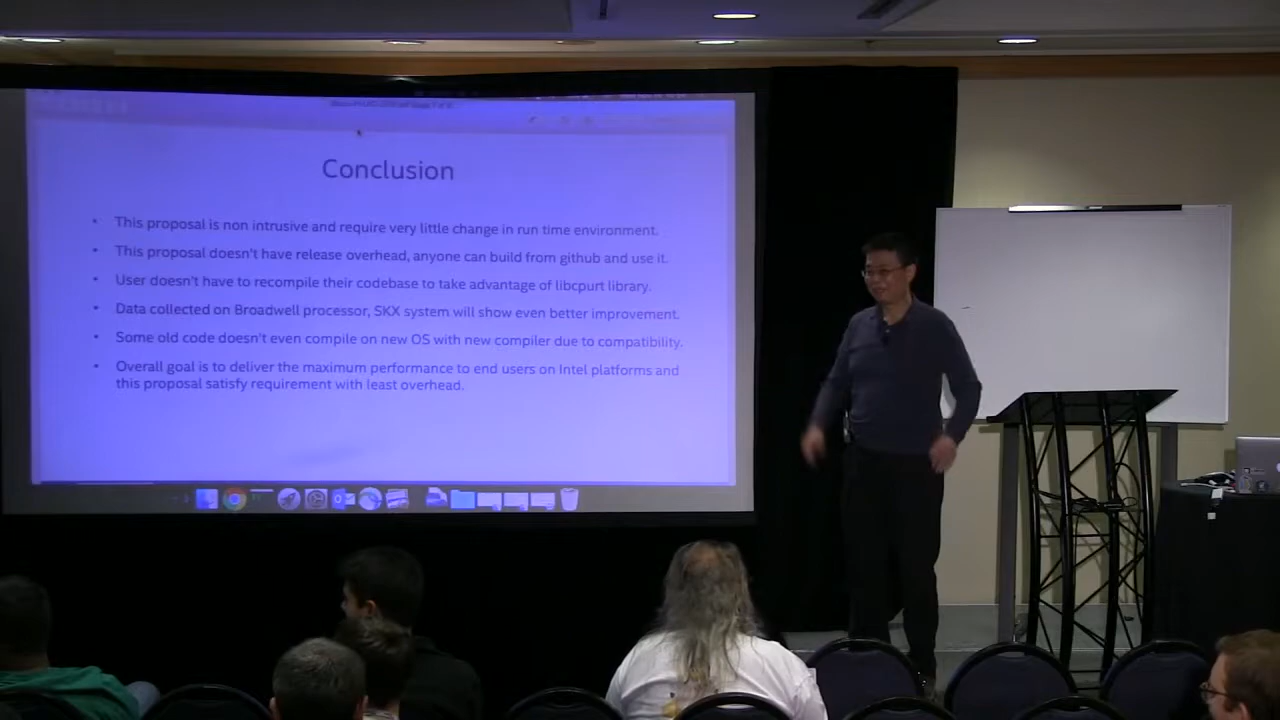 Conclusion
• This proposal is non intrusive and require very little change in run time environment.
• This proposal doesn't have release overhead, anyone can build from github and use it.
• User doesn't have to recompile their codebase to take advantage of libcpurt library.
• Data collected on Broadwell processor, SKX system will show even better improvement.
• Some old code doesn't even compile on new OS with new compiler due to compatibility.
• Overall goal is to deliver the maximum performance to end users on Intel platforms and
this proposal satisfy requirement with least overhead.